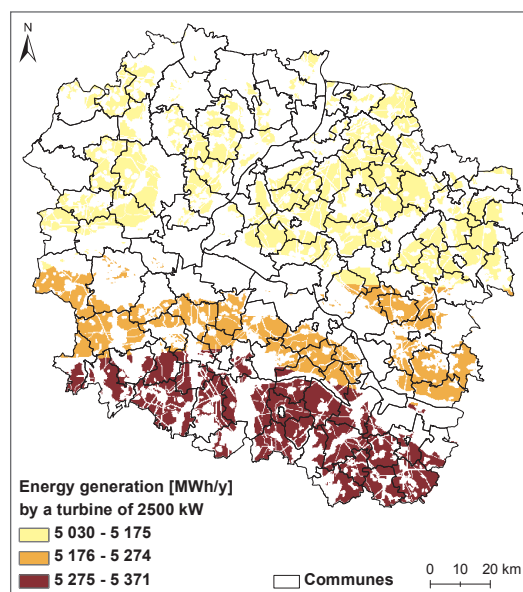 N
Energy generation [MWh/y]
by a turbine of 2500 kW
5 030 - 5 175
5 176 - 5 274
5 275 - 5 371
Communes
0 10 20 km